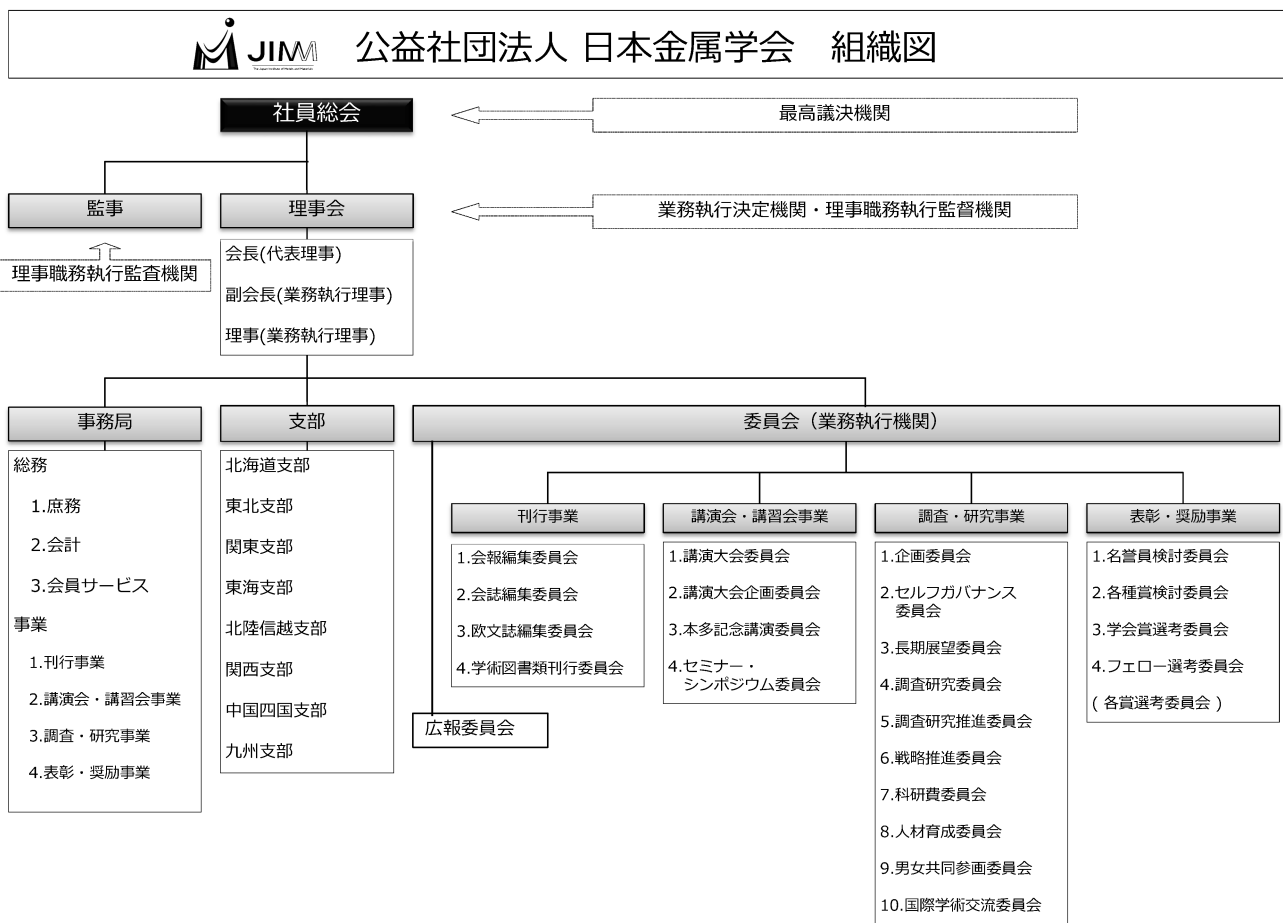 JIMM
公益社団法人 日本金属学会　組織図
社員総会
最高議決機関
監事
理事会
業務執行決定機関・理事職務執行監督機関
理事職務執行監査機関
会長(代表理事)
副会長(業務執行理事)
理事(業務執行理事)
事務局
支部
委員会（業務執行機関）
総務
1.庶務
2.会計
3.会員サービス
事業
1.刊行事業
2.講演会・講習会事業
3.調査・研究事業
4.表彰・奨励事業
北海道支部
東北支部
関東支部
東海支部
北陸信越支部
関西支部
中国四国支部
九州支部
刊行事業
1.会報編集委員会
2.会誌編集委員会
3.欧文誌編集委員会
4.学術図書類刊行委員会
広報委員会
講演会・講習会事業
1.講演大会委員会
2.講演大会企画委員会
3.本多記念講演委員会
4.セミナー・
シンポジウム委員会
調査・研究事業
1.企画委員会
2.セルフガバナンス
委員会
3.長期展望委員会
4.調査研究委員会
5.調査研究推進委員会
6.戦略推進委員会
7.科研費委員会
8.人材育成委員会
9.男女共同参画委員会
10.国際学術交流委員会
表彰・奨励事業
1.名誉員検討委員会
2.各種賞検討委員会
3.学会賞選考委員会
4.フェロー選考委員会
( 各賞選考委員会 )